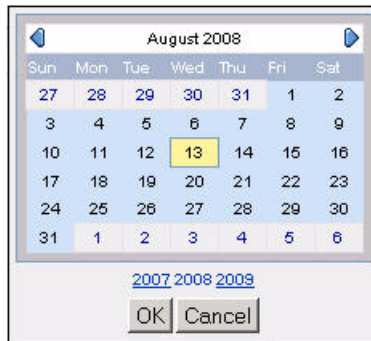 August 2008
Sun Mon Tue Wed Thu Fri Sat
27 28 29 30 31 1 2
3 4 5 6 7 8 9
10 11 12 13 14 15 16
17 18 19 20 21 22 23
24 25 26 27 28 29 30
31 1 2 3 4 5 6
2007 2008 2009
OK Cancel